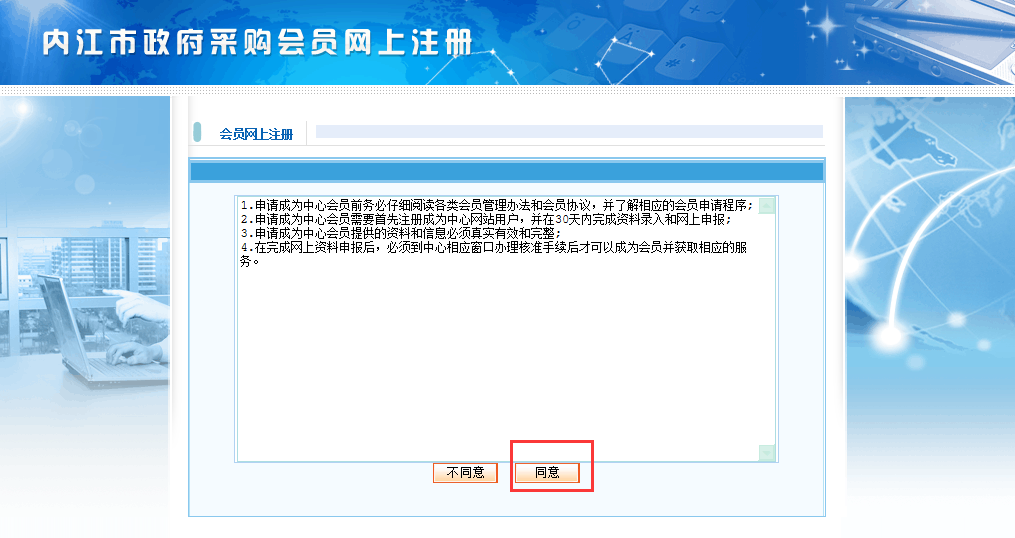 内江市政府采购会员网上注册
会员网上注册
1.申请成为中心会员前务必仔细阅读各类会员管理办法和会员协议，并了解相应的会员申请程序；
2.申请成为中心会员需要首先注册成为中心网站用户，并在30天内完成资料录入和网上申报；
3.申请成为中心会员提供的资料和信息必须真实有效和完整；
4.在完成网上资料申报后，必须到中心相应窗口办理核准手续后才可以成为会员并获取相应的服
务。
不同意
同意